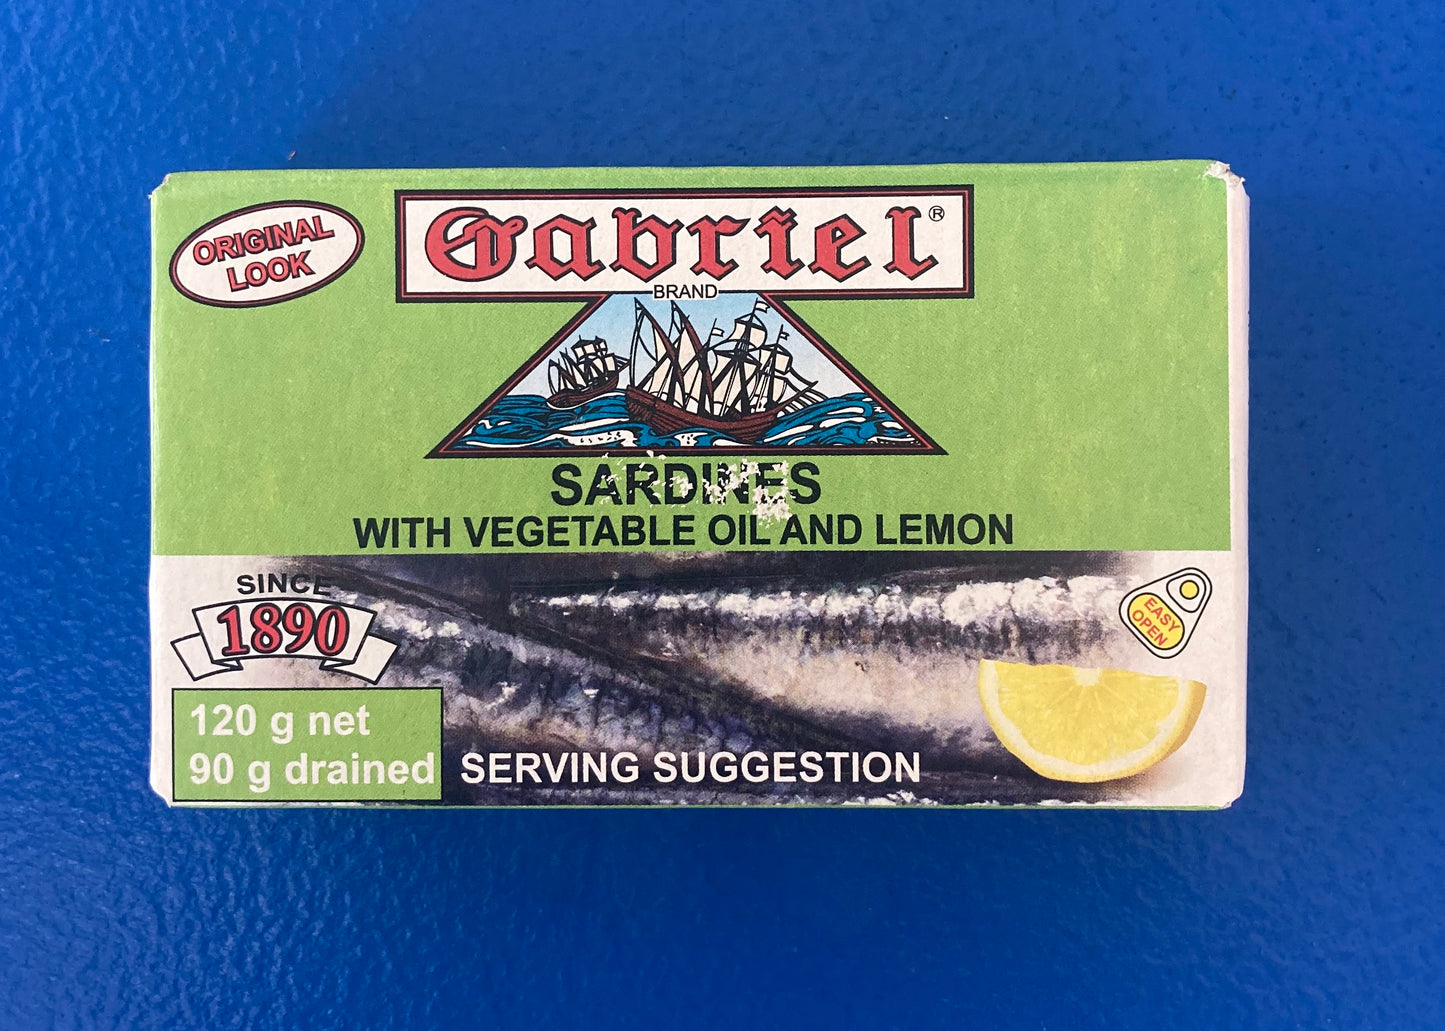 ORIGINAL
LOOK
Gabriel®
BRAND
SARDINES
WITH VEGETABLE OIL AND LEMON
SINCE
1890
EASY
OPEN
120 g net
90 g drained
SERVING SUGGESTION